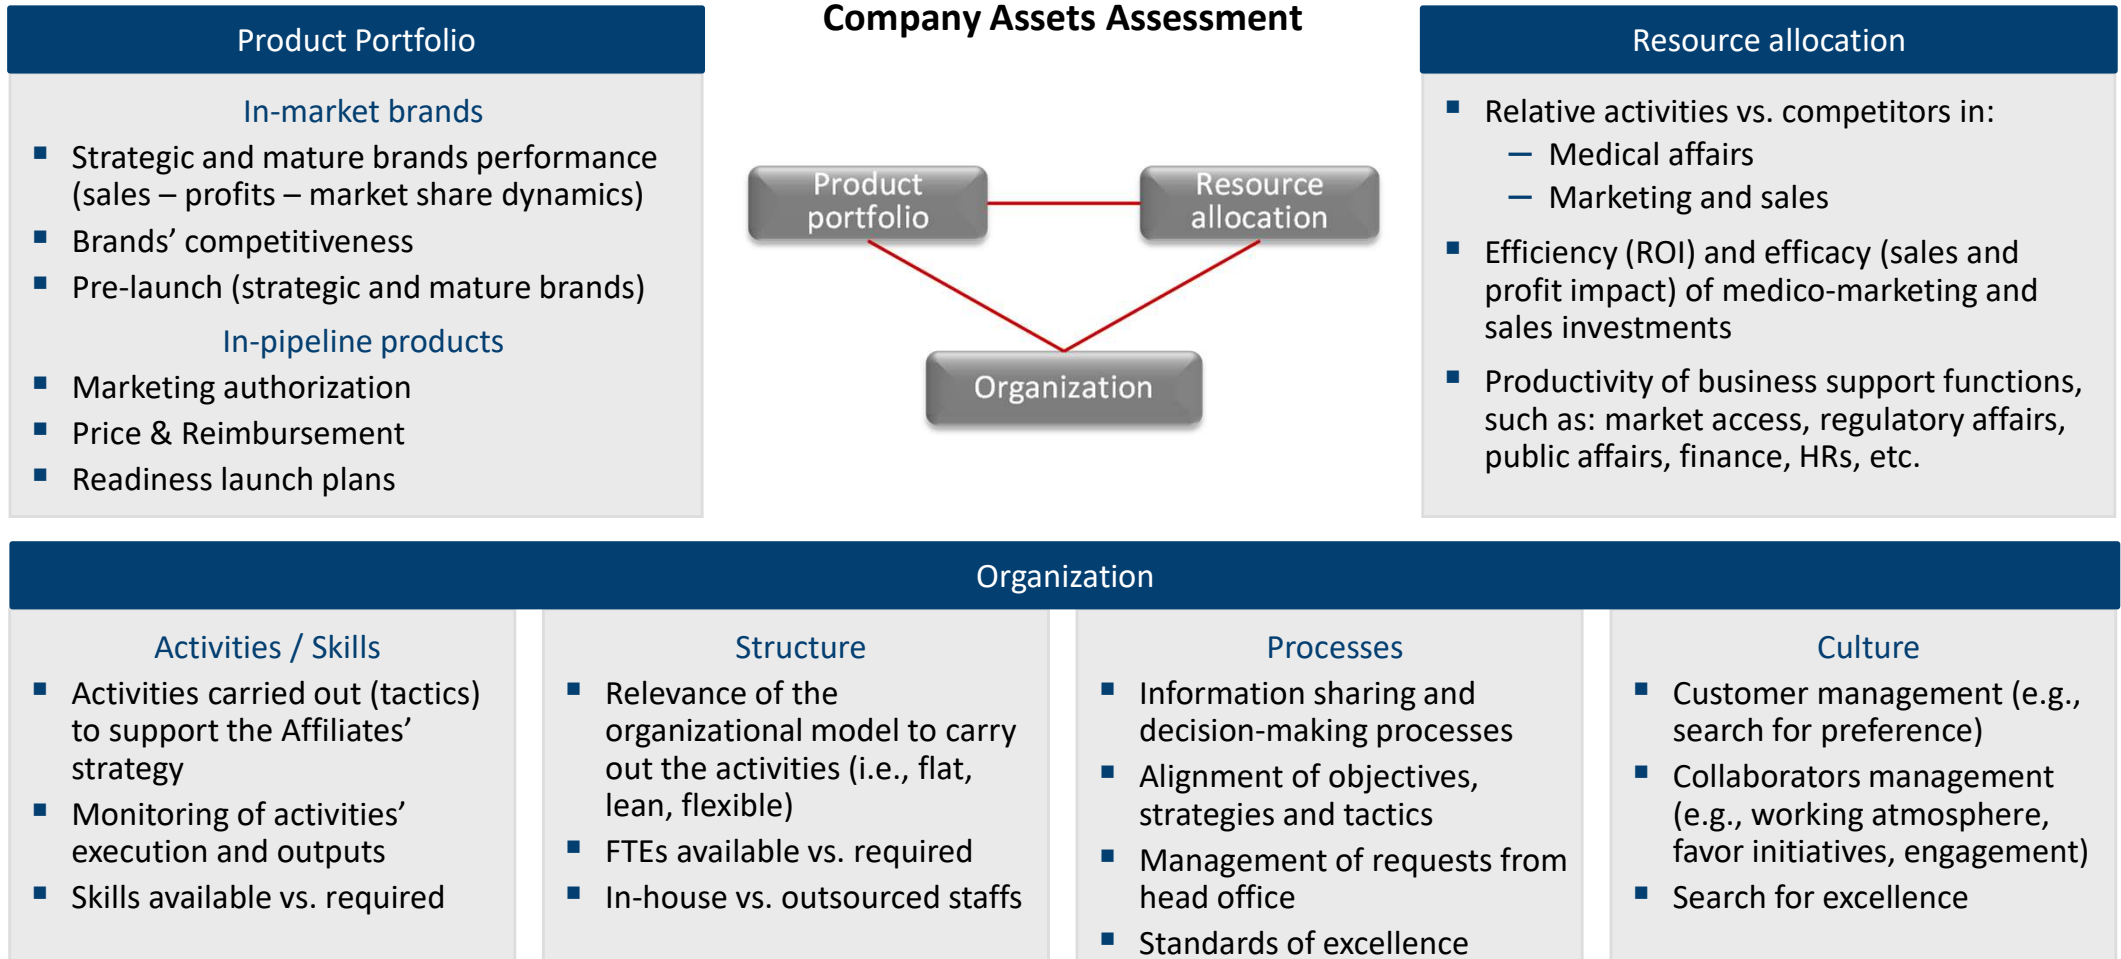 Company Assets Assessment
Product Portfolio
In-market brands
▪ Strategic and mature brands performance
(sales – profits – market share dynamics)
▪ Brands’ competitiveness
▪ Pre-launch (strategic and mature brands)
In-pipeline products
▪ Marketing authorization
▪ Price & Reimbursement
▪ Readiness launch plans
Product
portfolio
Resource
allocation
Organization
Resource allocation
▪ Relative activities vs. competitors in:
– Medical affairs
– Marketing and sales
▪ Efficiency (ROI) and efficacy (sales and
profit impact) of medico-marketing and
sales investments
▪ Productivity of business support functions,
such as: market access, regulatory affairs,
public affairs, finance, HRs, etc.
Organization
Activities / Skills
▪ Activities carried out (tactics)
to support the Affiliates’
strategy
▪ Monitoring of activities’
execution and outputs
▪ Skills available vs. required
Structure
▪ Relevance of the
organizational model to carry
out the activities (i.e., flat,
lean, flexible)
▪ FTEs available vs. required
▪ In-house vs. outsourced staffs
Processes
▪ Information sharing and
decision-making processes
▪ Alignment of objectives,
strategies and tactics
▪ Management of requests from
head office
▪ Standards of excellence
Culture
▪ Customer management (e.g.,
search for preference)
▪ Collaborators management
(e.g., working atmosphere,
favor initiatives, engagement)
▪ Search for excellence